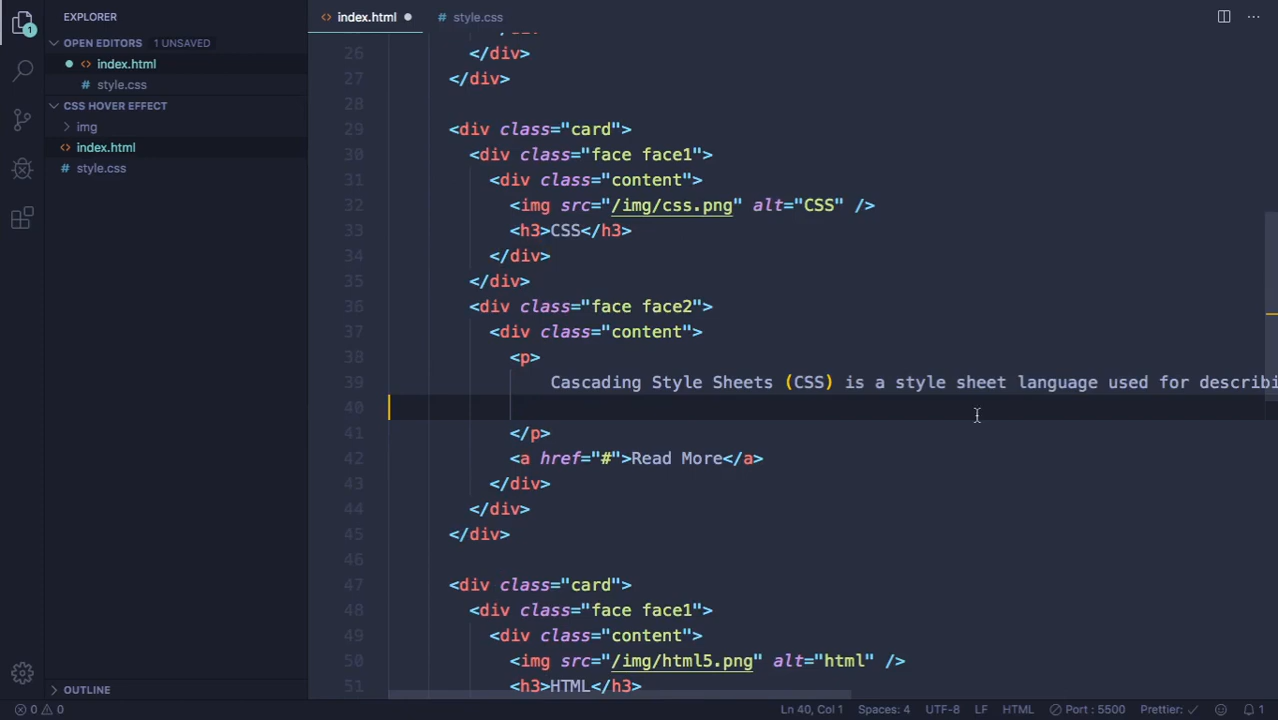 EXPLORER
OPEN EDITORS 1 UNSAVED
index.html
# style.css
CSS HOVER EFFECT
img
index.html
# style.css
OUTLINE
1
index.html
# style.css
26 </div>
27 </div>
28
29 <div class="card">
30 <div class="face face1">
31 <div class="content">
32 <img src="/img/css.png" alt="CSS" />
33 <h3>CSS</h3>
34 </div>
35 </div>
36 <div class="face face2">
37 <div class="content">
38 <p>
39 Cascading Style Sheets (CSS) is a style sheet language used for describi
40
41 </p>
42 <a href="#">Read More</a>
43 </div>
44 </div>
45 </div>
46
47 <div class="card">
48 <div class="face face1">
49 <div class="content">
50 <img src="/img/html5.png" alt="html" />
51 <h3>HTML</h3>
0 0 Ln 40, Col 1 Spaces: 4 UTF-8 LF HTML Port : 5500 Prettier: ✓ 1